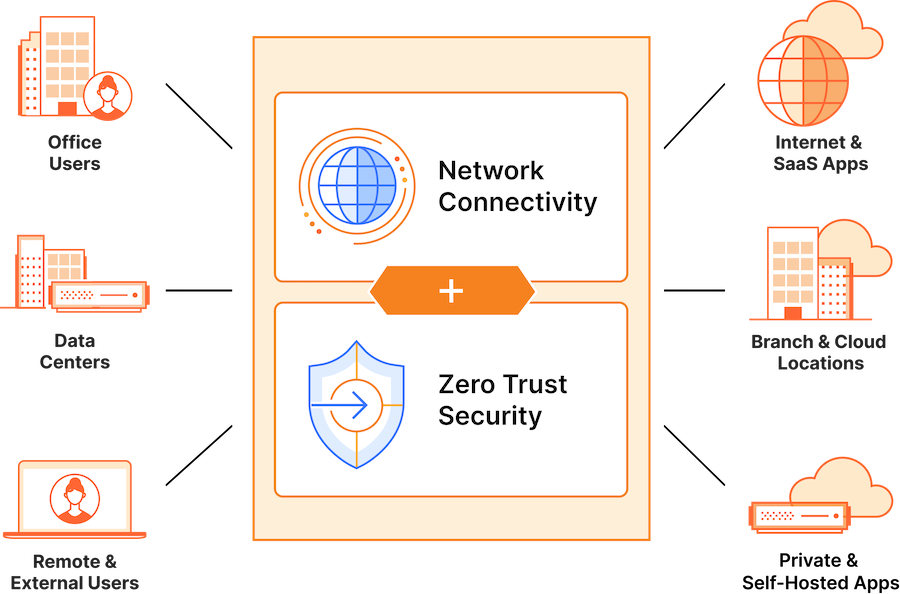 Office
Users
Data
Centers
Remote &
External Users
Network
Connectivity
+
Zero Trust
Security
Internet &
SaaS Apps
Branch & Cloud
Locations
Private &
Self-Hosted Apps